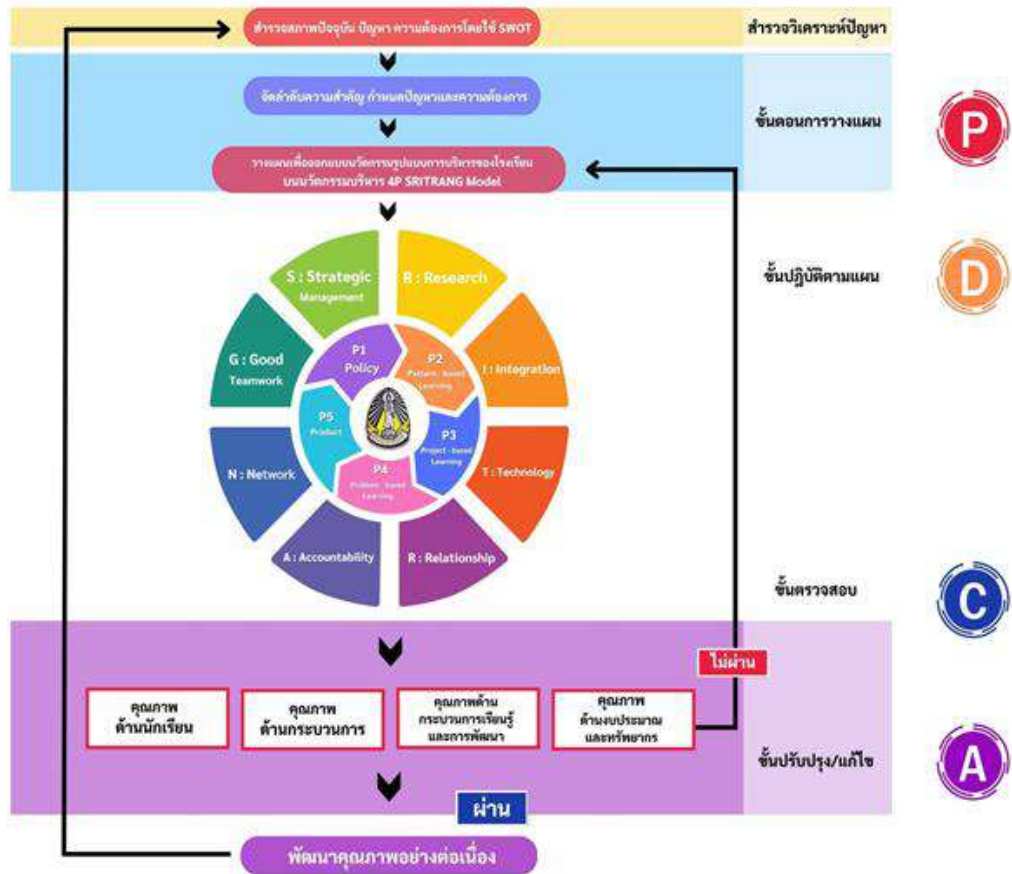 สำรวจสภาพปัจจุบัน ปัญหา ความต้องการโดยใช้ SWOT
สำรวจวิเคราะห์ปัญหา
จัดลำดับความสำคัญ กำหนดปัญหาและความต้องการ
ขั้นตอนการวางแผน
P
วางแผนเพื่อออกแบบนวัตกรรมรูปแบบการบริหารของโรงเรียน
บนนวัตกรรมบริหาร 4P SRITRANG Model
S : Strategic
Management
R : Research
ขั้นปฏิบัติตามแผน
D
G : Good
Teamwork
P1
Policy
P2
Pattern - based
Learning
I : Integration
P5
Product
P3
Project - based
Learning
N : Network
P4
Problem - based
Learning
T : Technology
A : Accountability
R : Relationship
ขั้นตรวจสอบ
C
ไม่ผ่าน
คุณภาพ
ด้านนักเรียน
คุณภาพ
ด้านกระบวนการ
คุณภาพด้าน
กระบวนการเรียนรู้
และการพัฒนา
คุณภาพ
ด้านงบประมาณ
และทรัพยากร
ขั้นปรับปรุง/แก้ไข
A
ผ่าน
พัฒนาคุณภาพอย่างต่อเนื่อง